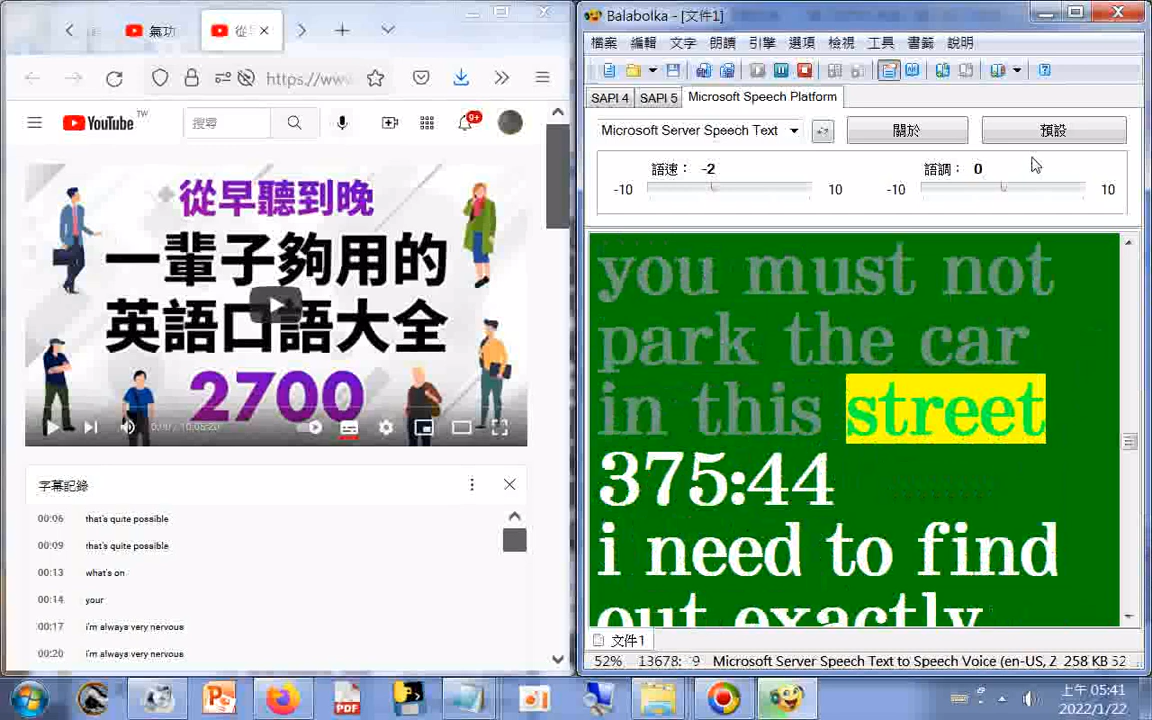 氣功
從
https://www
YouTube TW
搜尋
9+
從早聽到晚
一輩子夠用的
英語口語大全
2700
字幕記錄
00:06 that's quite possible
00:09 that's quite possible
00:13 what's on
00:14 your
00:17 i'm always very nervous
00:20 i'm always very nervous
Balabolka - [文件1]
檔案 編輯 文字 朗讀 引擎 選項 檢視 工具 書籤 說明
SAPI 4 SAPI 5 Microsoft Speech Platform
Microsoft Server Speech Text 關於 預設
語速： -2 語調： 0
-10 10 -10 10
you must not
park the car
in this street
375:44
i need to find
out exactly
文件1
52% 13678: 9 Microsoft Server Speech Text to Speech Voice (en-US, Z 258 KB 52
上午 05:41
2022/1/22